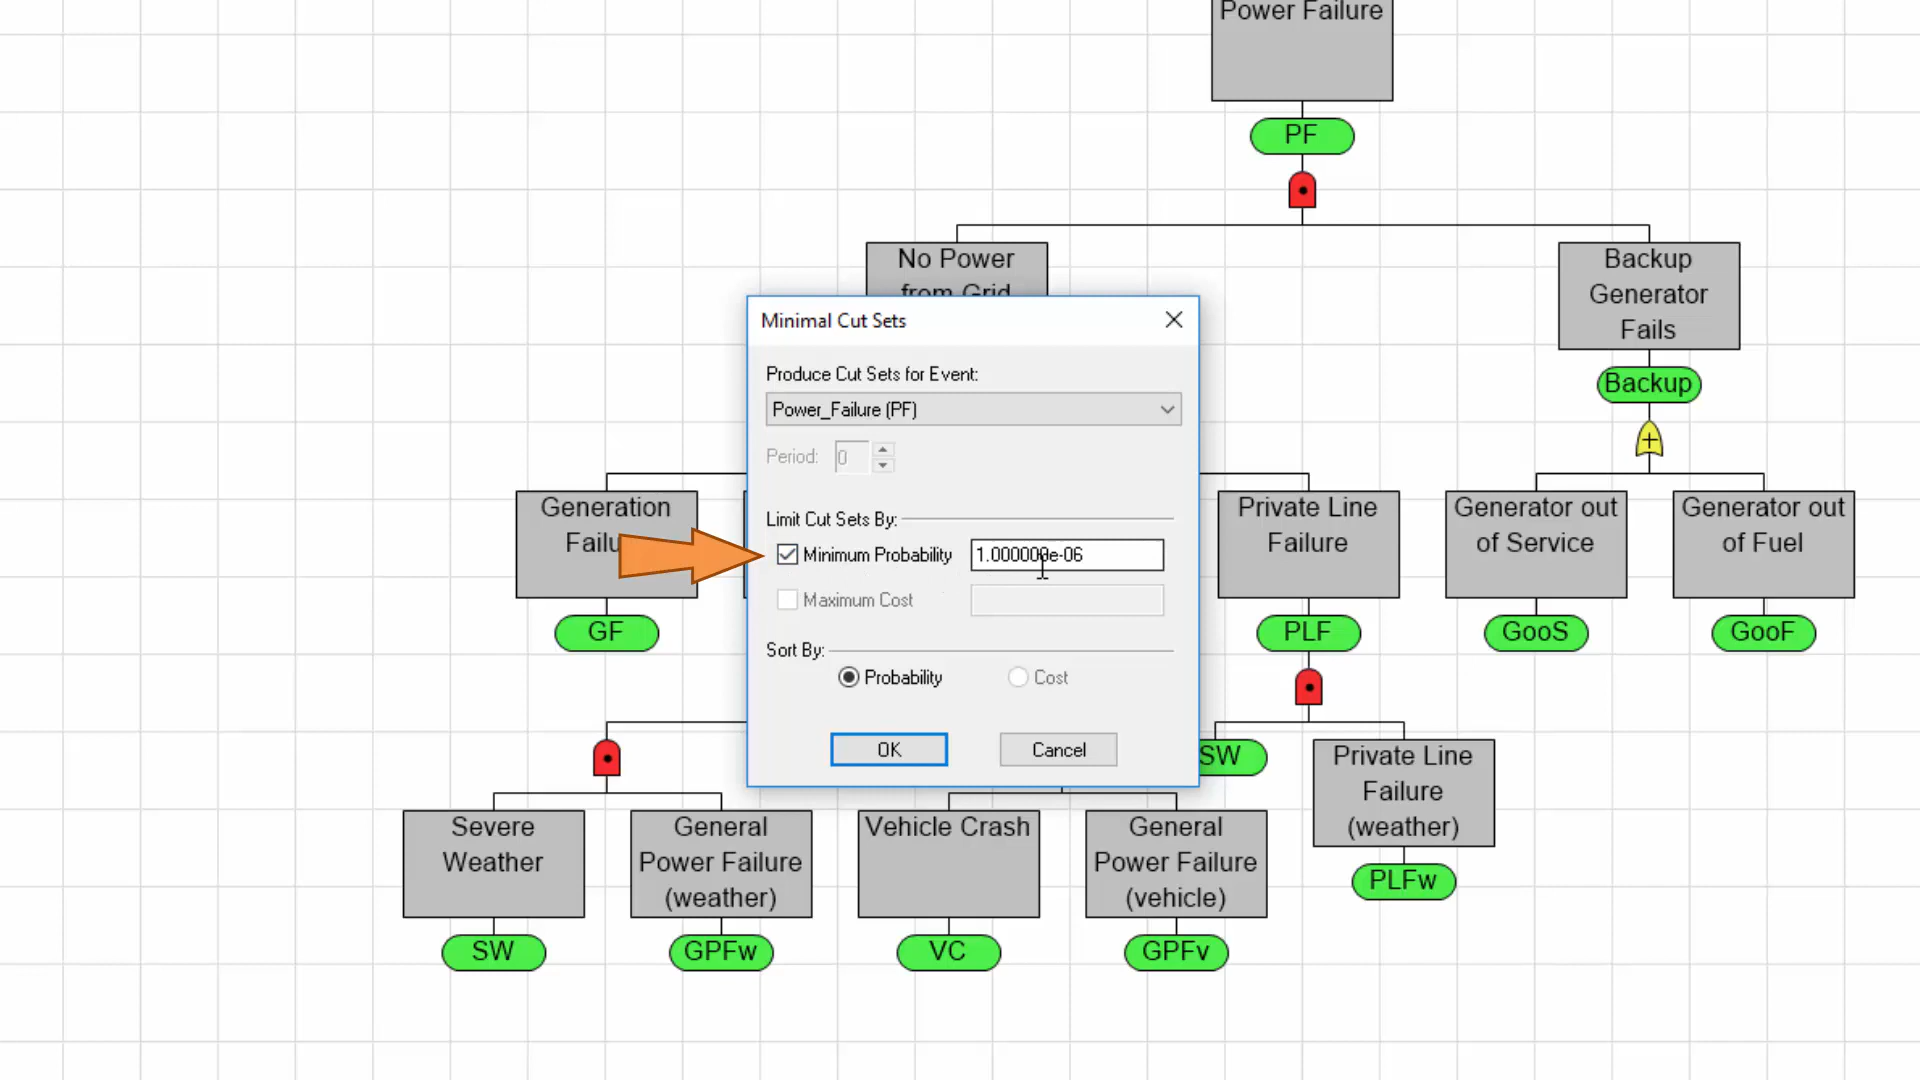 Power Failure
PF
No Power
from Grid
Backup
Generator
Fails
Backup
Minimal Cut Sets
Produce Cut Sets for Event:
Power_Failure (PF)
Period: 0
Limit Cut Sets By:
Minimum Probability 1.000000e-06
Maximum Cost
Sort By:
Probability Cost
OK Cancel
Generation
Private Line
Failure
Generator out
of Service
Generator out
of Fuel
GF
PLF
GooS
GooF
SW
Private Line
Failure
(weather)
PLFw
Severe
Weather
General
Power Failure
(weather)
Vehicle Crash
General
Power Failure
(vehicle)
SW
GPFw
VC
GPFv